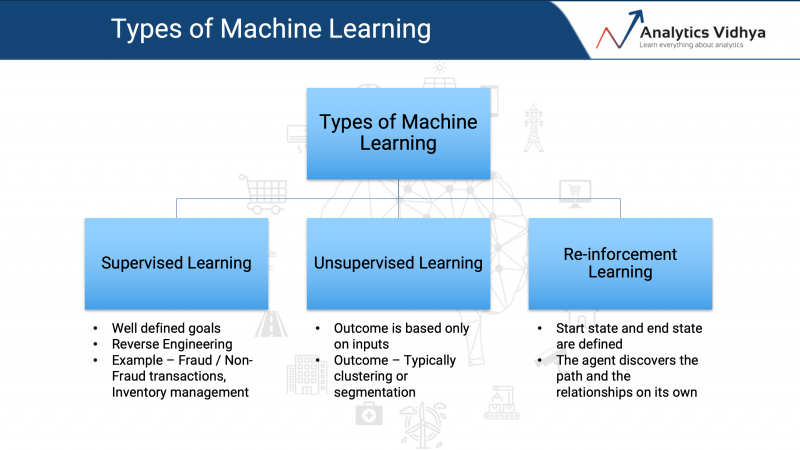 Types of Machine Learning
Analytics Vidhya
Learn everything about analytics
Types of Machine
Learning
Supervised Learning
Unsupervised Learning
Re-inforcement
Learning
• Well defined goals
• Reverse Engineering
• Example – Fraud / Non-
Fraud transactions,
Inventory management
• Outcome is based only
on inputs
• Outcome – Typically
clustering or
segmentation
• Start state and end state
are defined
• The agent discovers the
path and the
relationships on its own